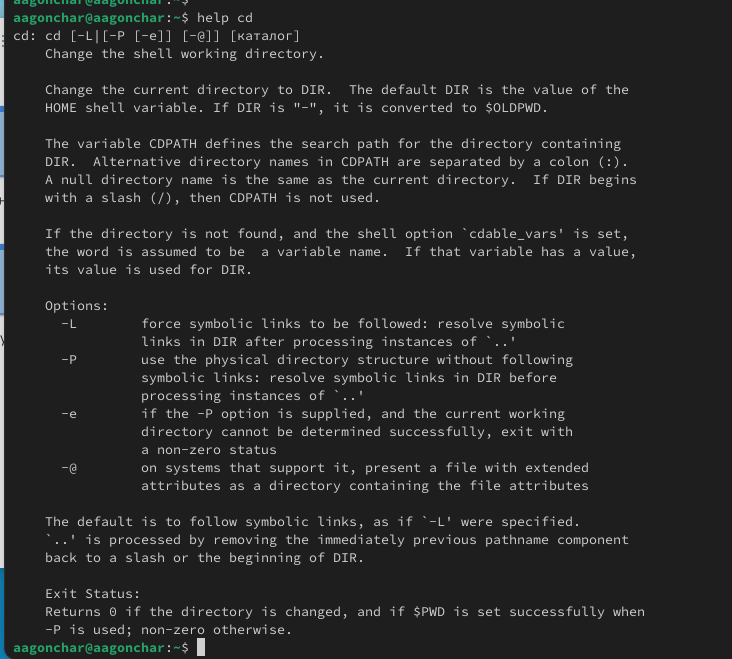 aagonchar@aagonchar:~$
aagonchar@aagonchar:~$ help cd
cd: cd [-L|[-P [-e]] [-@]] [каталог]
    Change the shell working directory.

    Change the current directory to DIR.  The default DIR is the value of the
    HOME shell variable. If DIR is "-", it is converted to $OLDPWD.

    The variable CDPATH defines the search path for the directory containing
    DIR.  Alternative directory names in CDPATH are separated by a colon (:).
    A null directory name is the same as the current directory.  If DIR begins
    with a slash (/), then CDPATH is not used.

    If the directory is not found, and the shell option `cdable_vars' is set,
    the word is assumed to be  a variable name.  If that variable has a value,
    its value is used for DIR.

    Options:
      -L        force symbolic links to be followed: resolve symbolic
                links in DIR after processing instances of `..'
      -P        use the physical directory structure without following
                symbolic links: resolve symbolic links in DIR before
                processing instances of `..'
      -e        if the -P option is supplied, and the current working
                directory cannot be determined successfully, exit with
                a non-zero status
      -@        on systems that support it, present a file with extended
                attributes as a directory containing the file attributes

    The default is to follow symbolic links, as if `-L' were specified.
    `..' is processed by removing the immediately previous pathname component
    back to a slash or the beginning of DIR.

    Exit Status:
    Returns 0 if the directory is changed, and if $PWD is set successfully when
    -P is used; non-zero otherwise.
aagonchar@aagonchar:~$